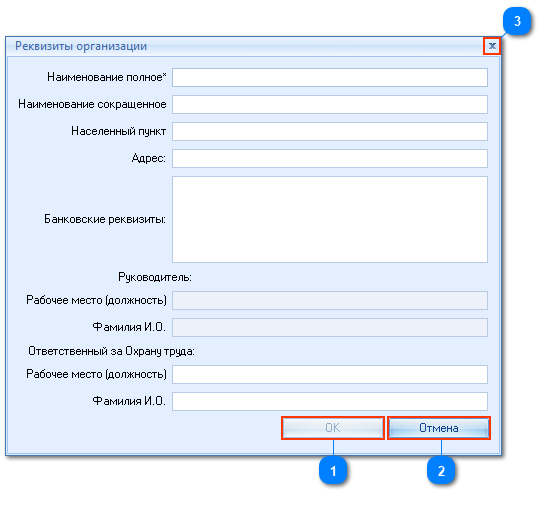 3
Реквизиты организации
Наименование полное*
Наименование сокращенное
Населенный пункт
Адрес:
Банковские реквизиты:
Руководитель:
Рабочее место (должность)
Фамилия И.О.
Ответственный за Охрану труда:
Рабочее место (должность)
Фамилия И.О.
OK Отмена
1 2